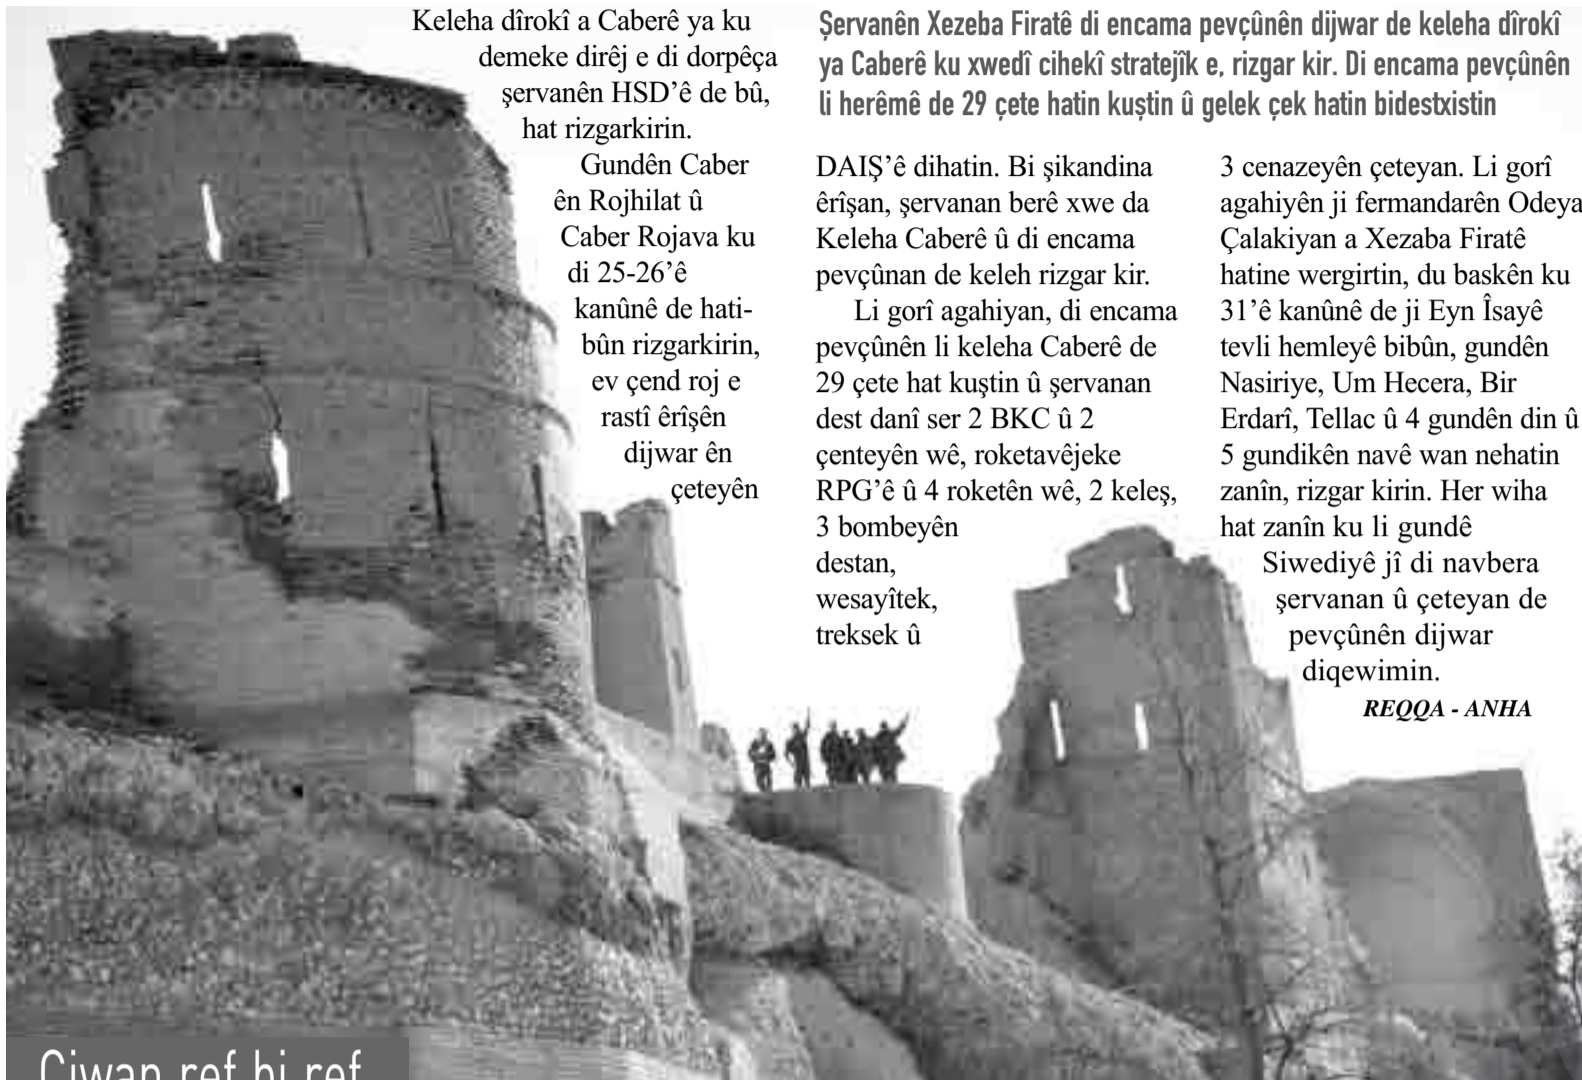 Şervanên Xezeba Firatê di encama pevçûnên dijwar de keleha dîrokî
ya Caberê ku xwedî cihekî stratejîk e, rizgar kir. Di encama pevçûnên
li herêmê de 29 çete hatin kuştin û gelek çek hatin bidestxistin
Keleha dîrokî a Caberê ya ku
demeke dirêj e di dorpêça
şervanên HSD’ê de bû,
hat rizgarkirin.
Gundên Caber
ên Rojhilat û
Caber Rojava ku
di 25-26’ê
kanûnê de hati-
bûn rizgarkirin,
ev çend roj e
rastî êrîşên
dijwar ên
çeteyên
DAIŞ’ê dihatin. Bi şikandina
êrîşan, şervanan berê xwe da
Keleha Caberê û di encama
pevçûnan de keleh rizgar kir.
Li gorî agahiyan, di encama
pevçûnên li keleha Caberê de
29 çete hat kuştin û şervanan
dest danî ser 2 BKC û 2
çenteyên wê, roketavêjeke
RPG’ê û 4 roketên wê, 2 keleş,
3 bombeyên
destan,
wesayîtek,
treksek û
3 cenazeyên çeteyan. Li gorî
agahiyên ji fermandarên Odeya
Çalakiyan a Xezaba Firatê
hatine wergirtin, du baskên ku
31’ê kanûnê de ji Eyn Îsayê
tevli hemleyê bibûn, gundên
Nasiriye, Um Hecera, Bir
Erdarî, Tellac û 4 gundên din û
5 gundikên navê wan nehatin
zanîn, rizgar kirin. Her wiha
hat zanîn ku li gundê
Siwediyê jî di navbera
şervanan û çeteyan de
pevçûnên dijwar
diqewimin.
REQQA - ANHA
Ciwan ref bi ref